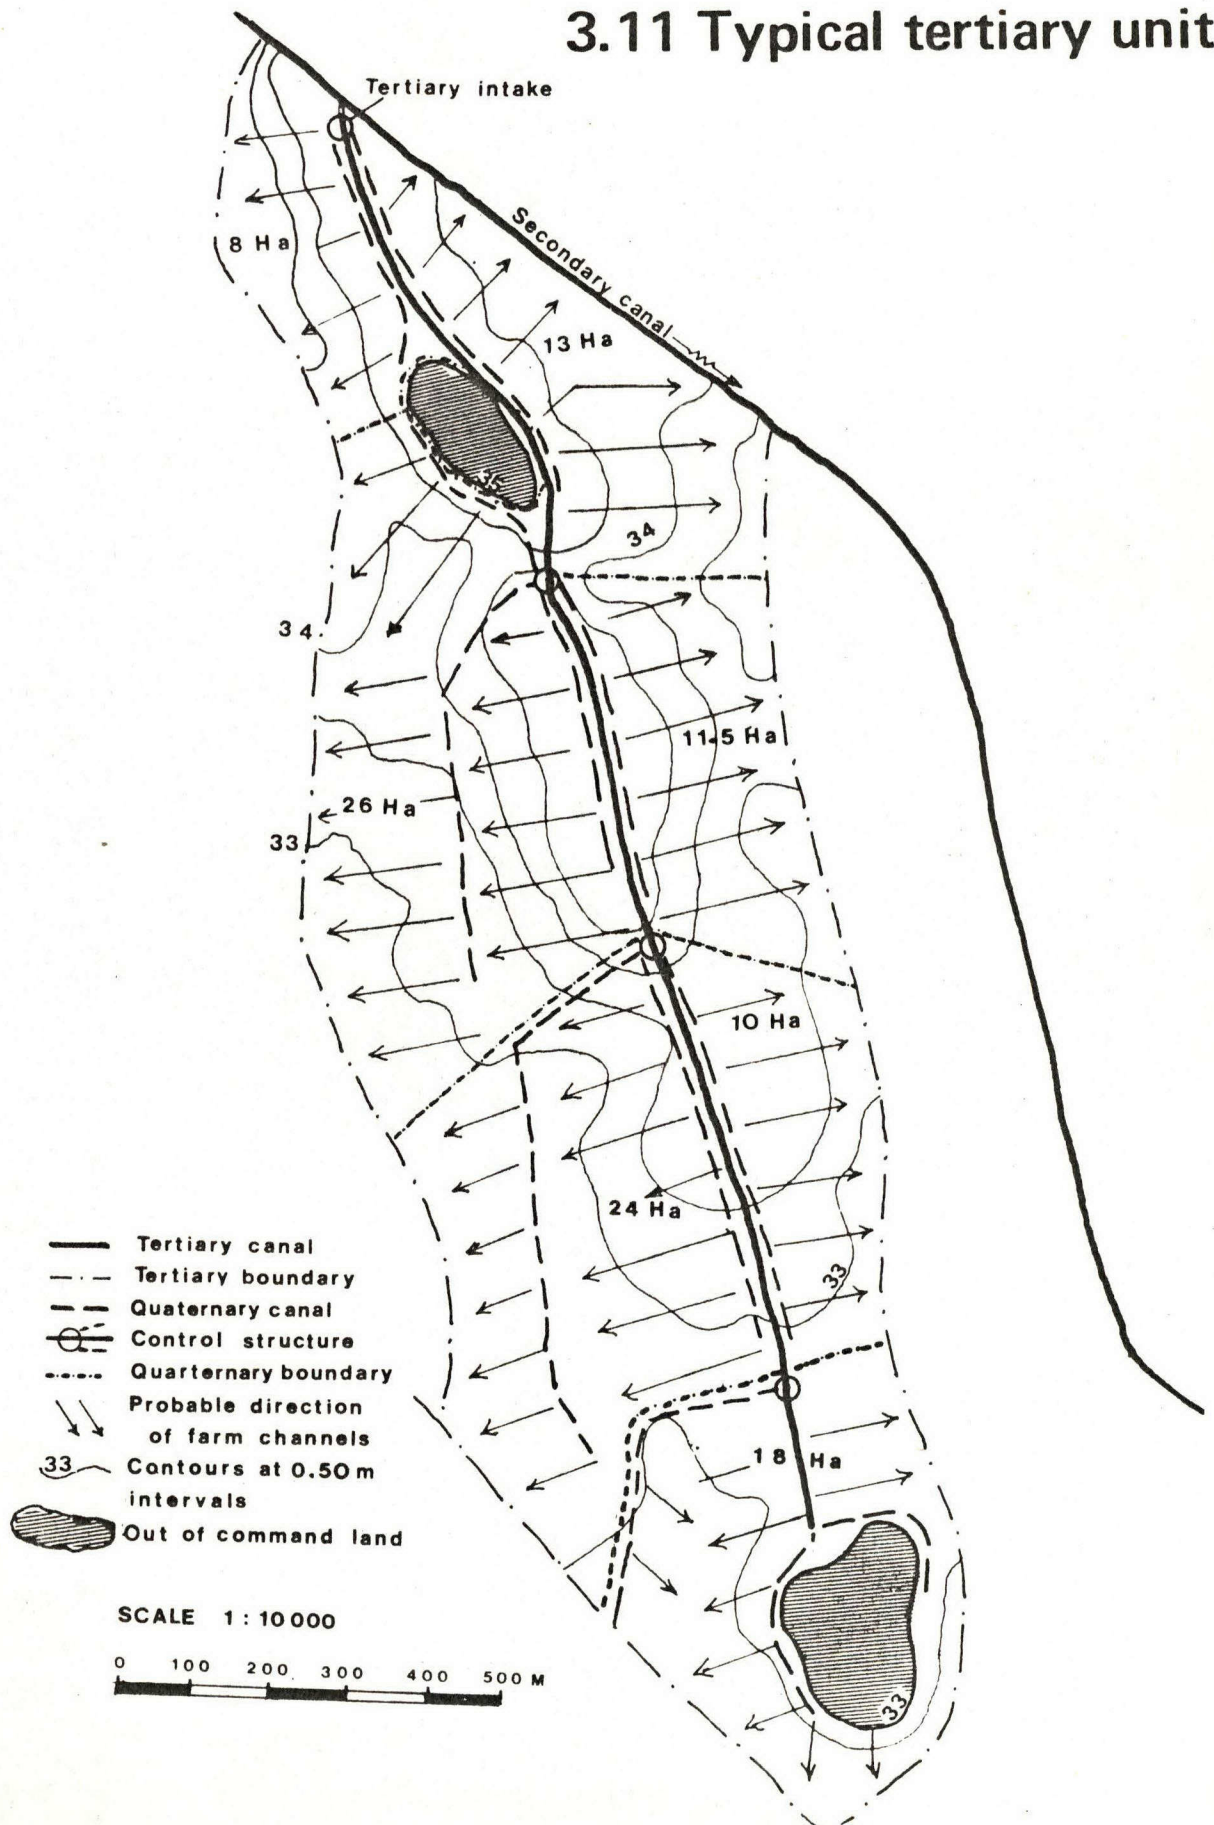 3.11 Typical tertiary unit
Tertiary intake
Secondary canal
8 Ha
13 Ha
35
34
34
11.5 Ha
26 Ha
33
10 Ha
24 Ha
33
18 Ha
33
Tertiary canal
Tertiary boundary
Quaternary canal
Control structure
Quarternary boundary
Probable direction
of farm channels
33 Contours at 0.50 m
intervals
Out of command land
SCALE 1 : 10 000
0 100 200 300 400 500 M